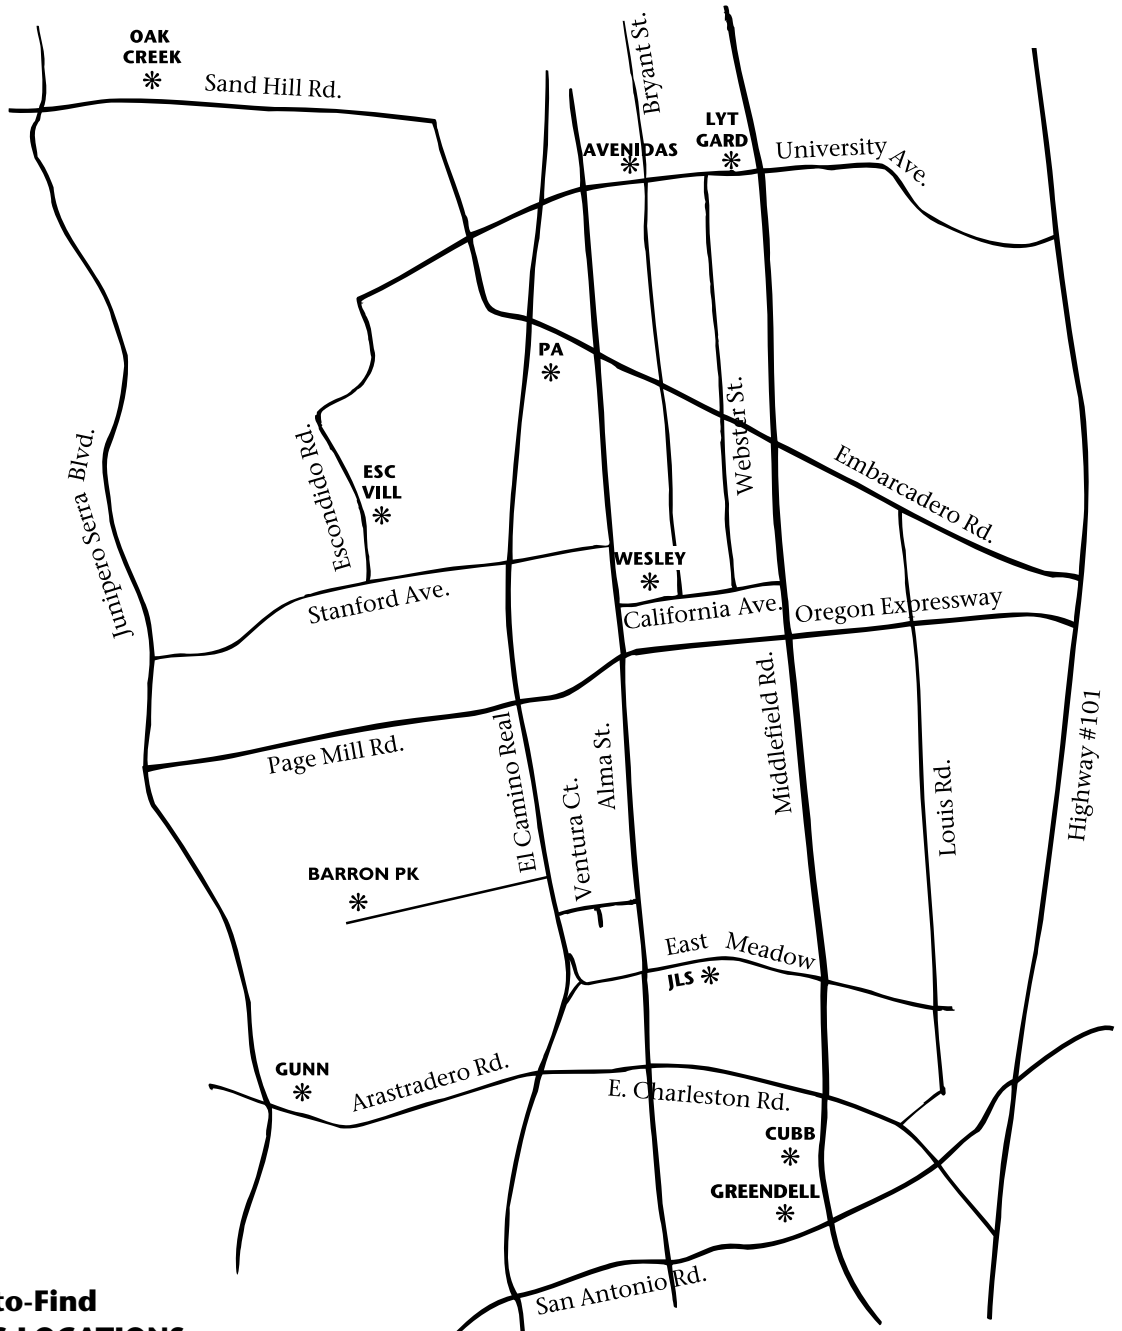 OAK
CREEK
Sand Hill Rd.
Bryant St.
LYT
GARD
AVENIDAS
University Ave.
PA
Webster St.
Junipero Serra Blvd.
Escondido Rd.
ESC
VILL
Embarcadero Rd.
WESLEY
Stanford Ave.
California Ave.
Oregon Expressway
Page Mill Rd.
El Camino Real
Ventura Ct.
Alma St.
Middlefield Rd.
Louis Rd.
Highway #101
BARRON PK
East Meadow
JLS
GUNN
Arastradero Rd.
E. Charleston Rd.
CUBB
GREENDELL
San Antonio Rd.
to-Find
LOCATIONS